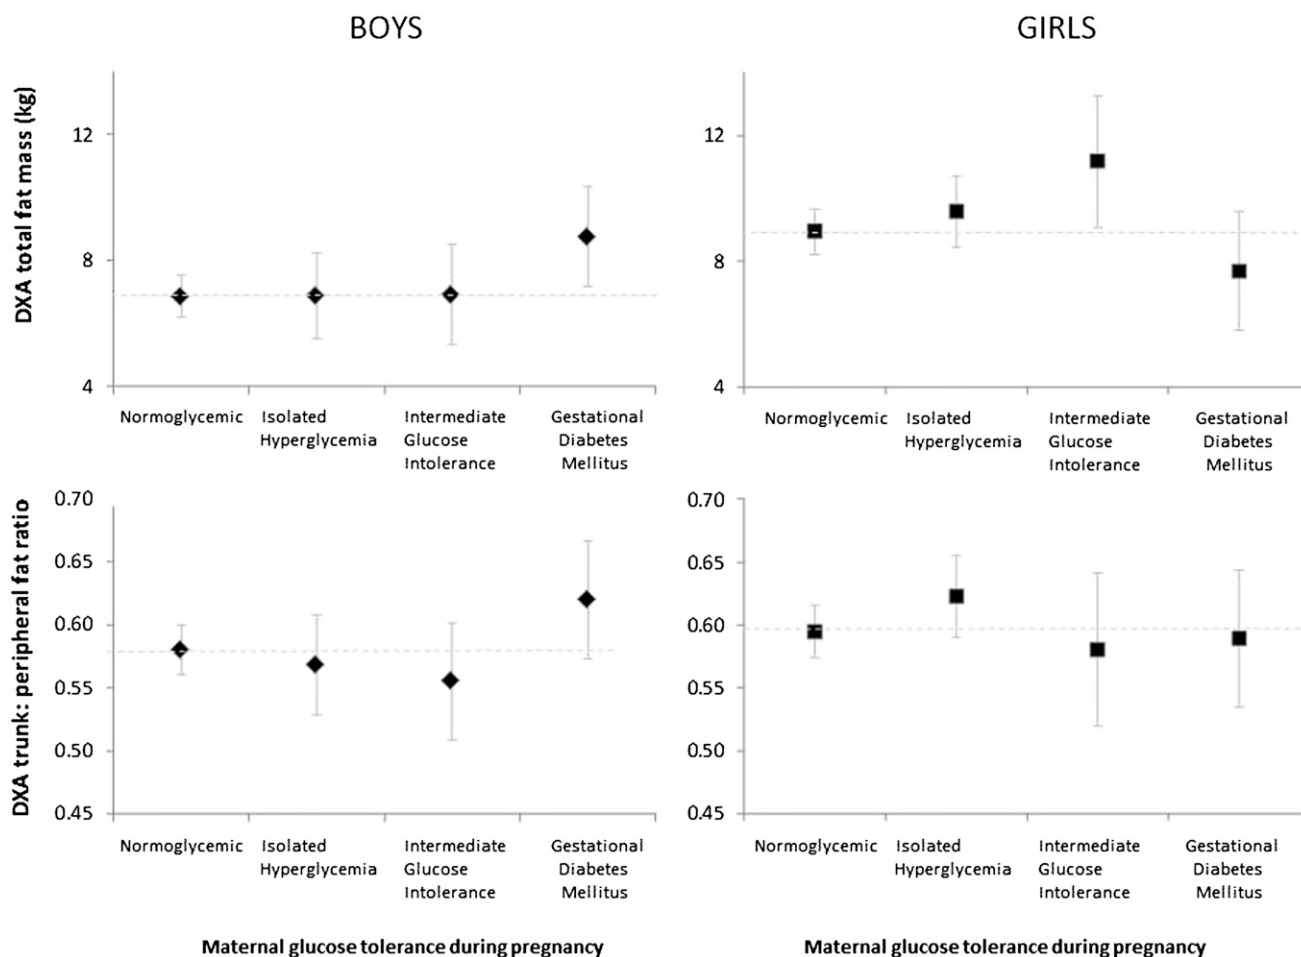 BOYS
GIRLS
DXA total fat mass (kg)
12
8
4
Normoglycemic
Isolated
Hyperglycemia
Intermediate
Glucose
Intolerance
Gestational
Diabetes
Mellitus
12
8
4
Normoglycemic
Isolated
Hyperglycemia
Intermediate
Glucose
Intolerance
Gestational
Diabetes
Mellitus
DXA trunk: peripheral fat ratio
0.70
0.65
0.60
0.55
0.50
0.45
Normoglycemic
Isolated
Hyperglycemia
Intermediate
Glucose
Intolerance
Gestational
Diabetes
Mellitus
Maternal glucose tolerance during pregnancy
0.70
0.65
0.60
0.55
0.50
0.45
Normoglycemic
Isolated
Hyperglycemia
Intermediate
Glucose
Intolerance
Gestational
Diabetes
Mellitus
Maternal glucose tolerance during pregnancy